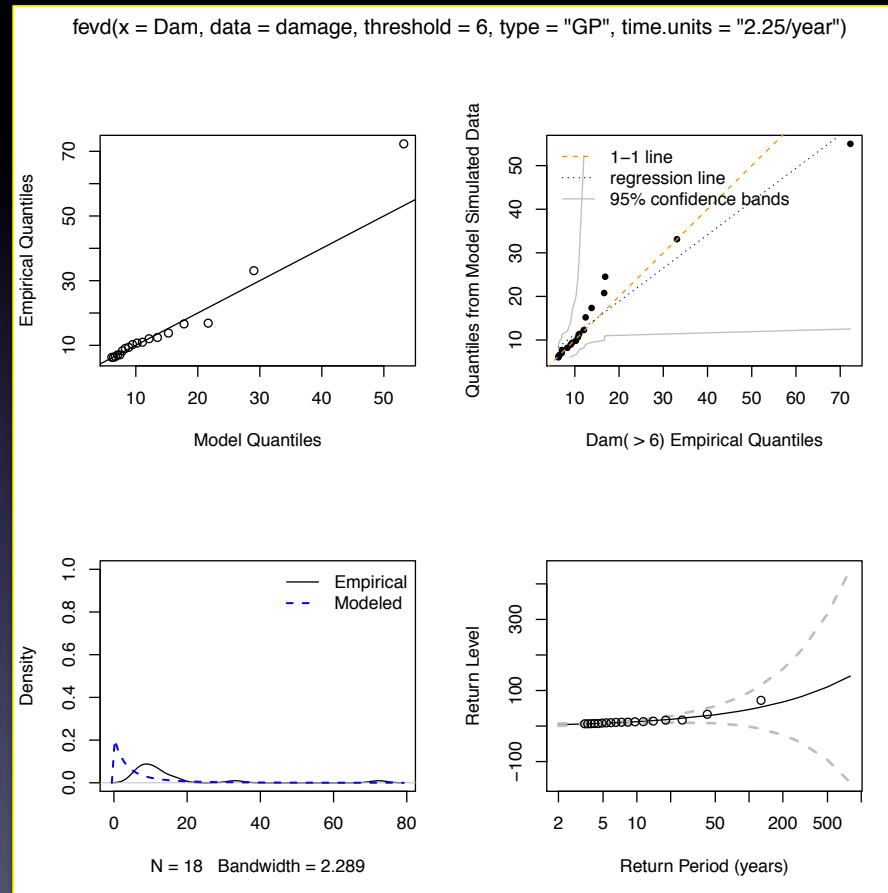 fevd(x = Dam, data = damage, threshold = 6, type = "GP", time.units = "2.25/year")
Empirical Quantiles
70
50
30
10
10 20 30 40 50
Model Quantiles
Quantiles from Model Simulated Data
50
40
30
20
10
1−1 line
regression line
95% confidence bands
10 20 30 40 50 60 70
Dam( > 6) Empirical Quantiles
Density
1.0
0.8
0.6
0.4
0.2
0.0
Empirical
Modeled
0 20 40 60 80
N = 18 Bandwidth = 2.289
Return Level
300
100
−100
2 5 10 50 200 500
Return Period (years)